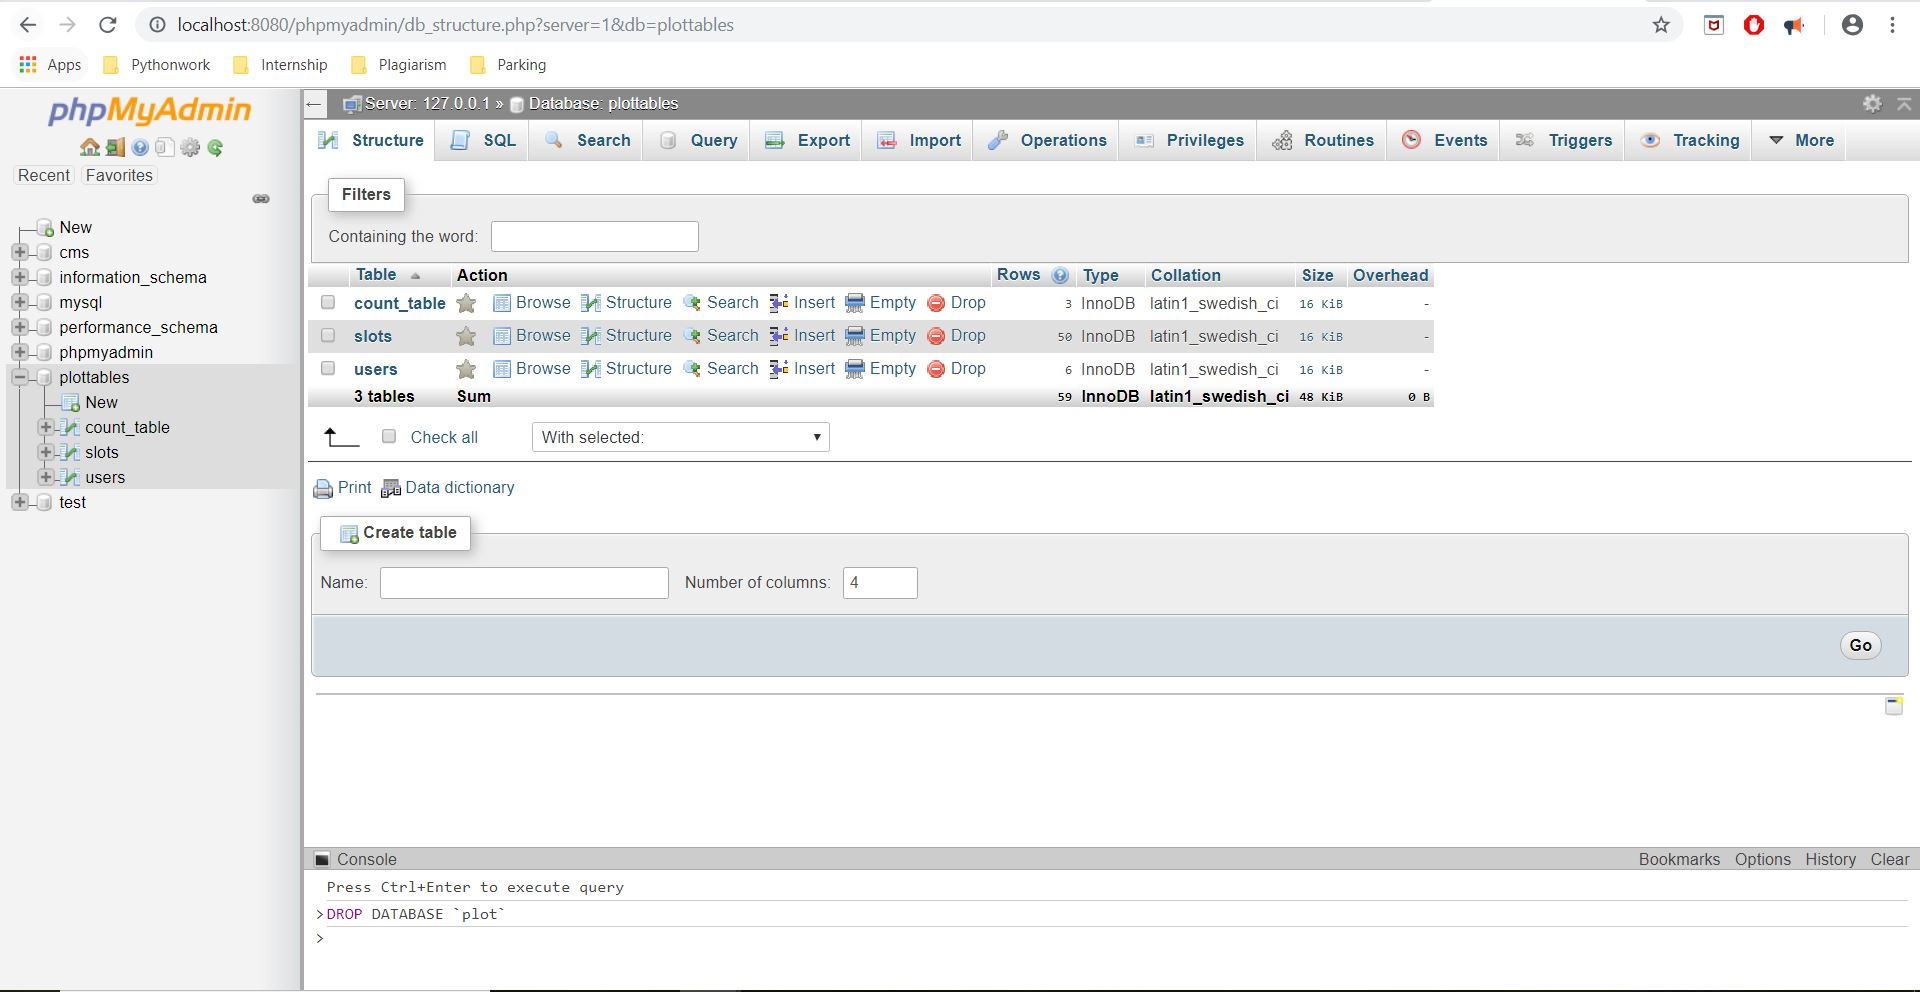 localhost:8080/phpmyadmin/db_structure.php?server=1&db=plottables
Apps Pythonwork Internship Plagiarism Parking
phpMyAdmin
Recent Favorites
New
cms
information_schema
mysql
performance_schema
phpmyadmin
plottables
New
count_table
slots
users
test
Server: 127.0.0.1 » Database: plottables
Structure SQL Search Query Export Import Operations Privileges Routines Events Triggers Tracking More
Filters
Containing the word:
Table Action Rows Type Collation Size Overhead
count_table Browse Structure Search Insert Empty Drop 3 InnoDB latin1_swedish_ci 16 KiB -
slots Browse Structure Search Insert Empty Drop 50 InnoDB latin1_swedish_ci 16 KiB -
users Browse Structure Search Insert Empty Drop 6 InnoDB latin1_swedish_ci 16 KiB -
3 tables Sum 59 InnoDB latin1_swedish_ci 48 KiB 0 B
Check all With selected:
Print Data dictionary
Create table
Name: Number of columns: 4
Go
Console Bookmarks Options History Clear
Press Ctrl+Enter to execute query
>DROP DATABASE `plot`
>